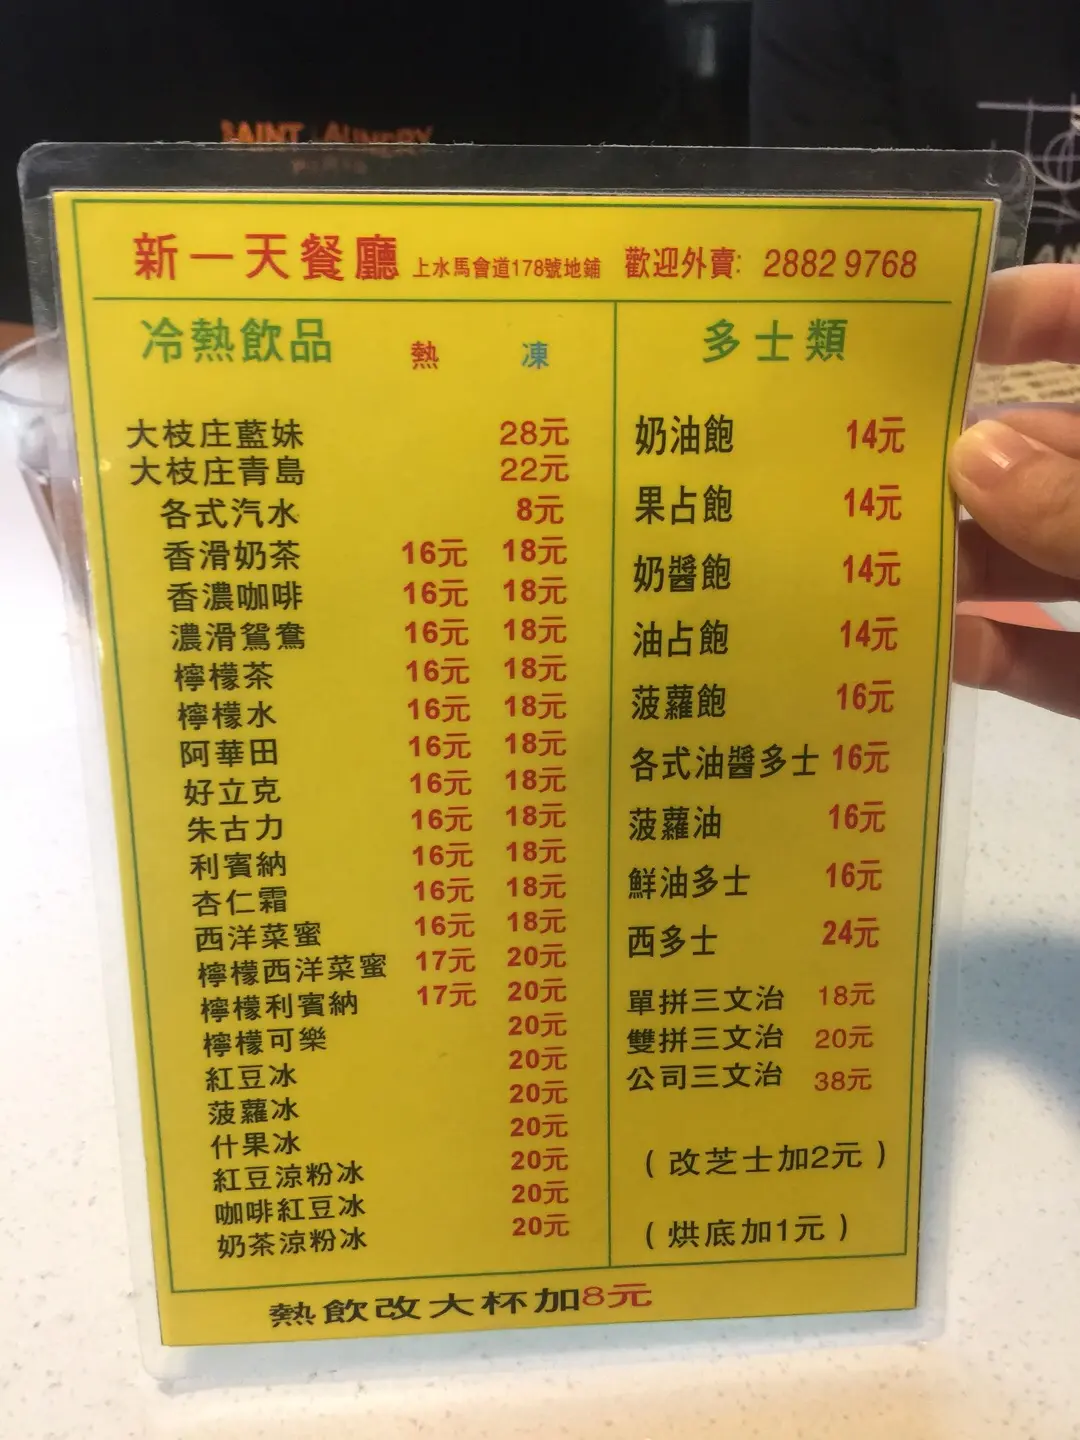 新一天餐廳 上水馬會道178號地鋪 歡迎外賣: 2882 9768
冷熱飲品 熱 凍
大枝庄藍妹 28元
大枝庄青島 22元
各式汽水 8元
香滑奶茶 16元 18元
香濃咖啡 16元 18元
濃滑鴛鴦 16元 18元
檸檬茶 16元 18元
檸檬水 16元 18元
阿華田 16元 18元
好立克 16元 18元
朱古力 16元 18元
利賓納 16元 18元
杏仁霜 16元 18元
西洋菜蜜 16元 18元
檸檬西洋菜蜜 17元 20元
檸檬利賓納 17元 20元
檸檬可樂 20元
紅豆冰 20元
菠蘿冰 20元
什果冰 20元
紅豆涼粉冰 20元
咖啡紅豆冰 20元
奶茶涼粉冰 20元
多士類
奶油飽 14元
果占飽 14元
奶醬飽 14元
油占飽 14元
菠蘿飽 16元
各式油醬多士 16元
菠蘿油 16元
鮮油多士 16元
西多士 24元
單拼三文治 18元
雙拼三文治 20元
公司三文治 38元
(改芝士加2元)
(烘底加1元)
熱飲改大杯加8元